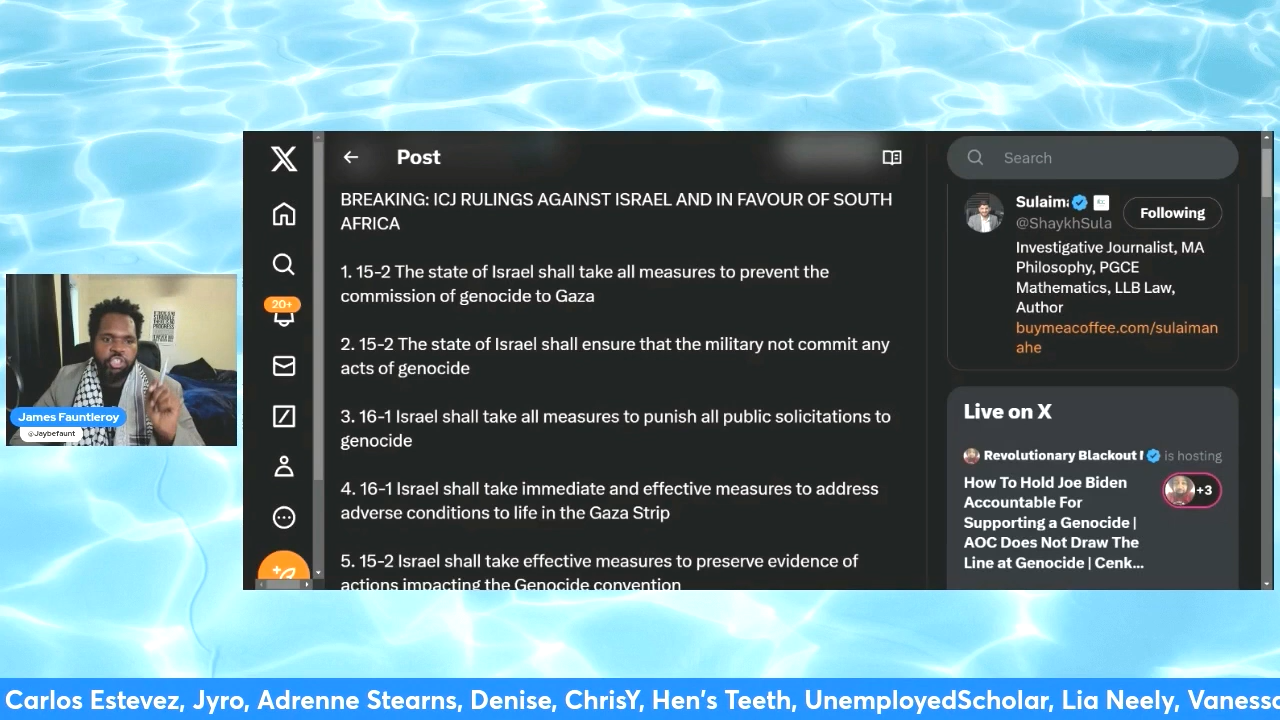 Post
BREAKING: ICJ RULINGS AGAINST ISRAEL AND IN FAVOUR OF SOUTH
AFRICA
1. 15-2 The state of Israel shall take all measures to prevent the
commission of genocide to Gaza
2. 15-2 The state of Israel shall ensure that the military not commit any
acts of genocide
3. 16-1 Israel shall take all measures to punish all public solicitations to
genocide
4. 16-1 Israel shall take immediate and effective measures to address
adverse conditions to life in the Gaza Strip
5. 15-2 Israel shall take effective measures to preserve evidence of
actions impacting the Genocide convention
20+
Search
Sulaima
@ShaykhSula
Following
Investigative Journalist, MA
Philosophy, PGCE
Mathematics, LLB Law,
Author
buymeacoffee.com/sulaiman
ahe
Live on X
Revolutionary Blackout is hosting
How To Hold Joe Biden
Accountable For
Supporting a Genocide |
AOC Does Not Draw The
Line at Genocide | Cenk...
+3
James Fauntleroy
@Jaybefaunt
Carlos Estevez, Jyro, Adrenne Stearns, Denise, ChrisY, Hen's Teeth, UnemployedScholar, Lia Neely, Vanessa